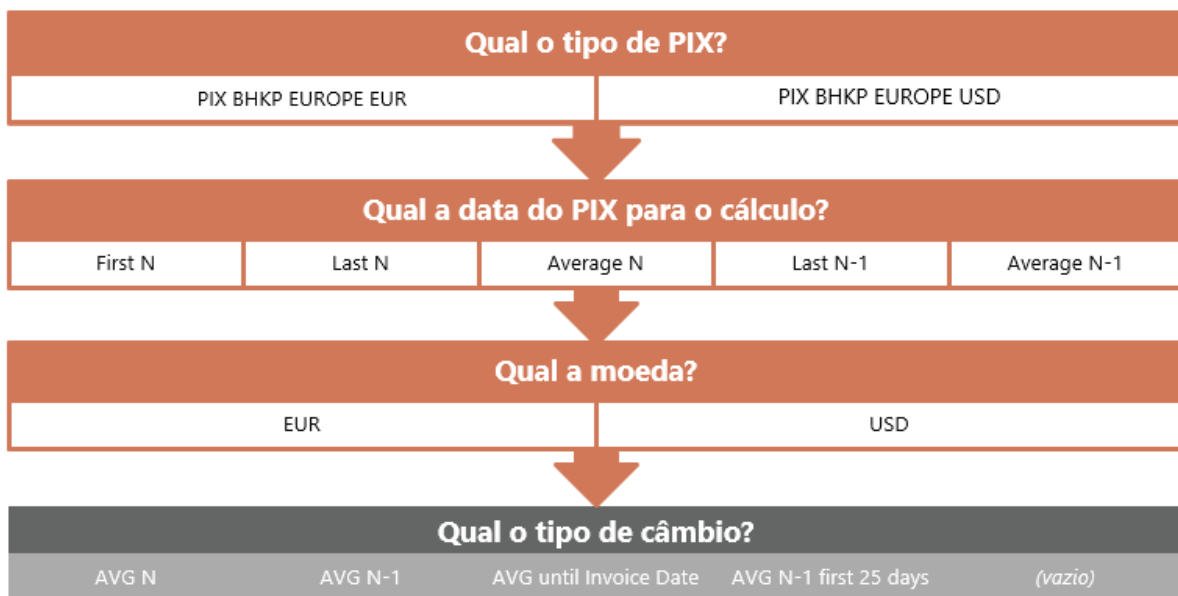 Qual o tipo de PIX?
PIX BHKP EUROPE EUR PIX BHKP EUROPE USD
Qual a data do PIX para o cálculo?
First N Last N Average N Last N-1 Average N-1
Qual a moeda?
EUR USD
Qual o tipo de câmbio?
AVG N AVG N-1 AVG until Invoice Date AVG N-1 first 25 days (vazio)